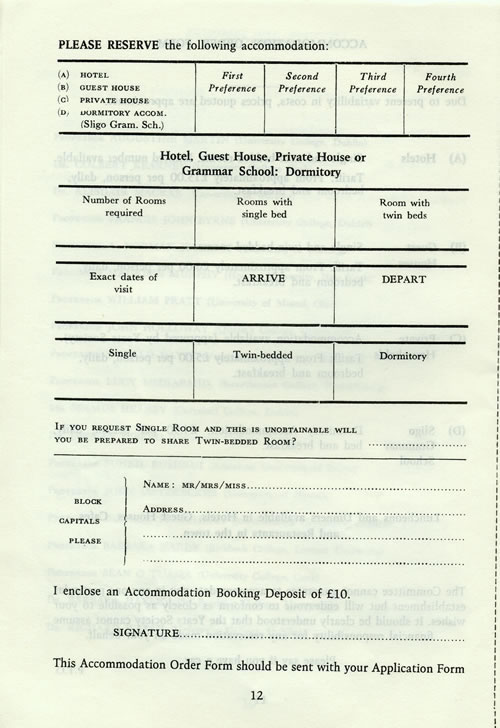 PLEASE RESERVE the following accommodation:
(A) HOTEL
(B) GUEST HOUSE
(C) PRIVATE HOUSE
(D) DORMITORY ACCOM.
(Sligo Gram. Sch.)
First Preference
Second Preference
Third Preference
Fourth Preference
Hotel, Guest House, Private House or
Grammar School: Dormitory
Number of Rooms required
Rooms with single bed
Room with twin beds
Exact dates of visit
ARRIVE
DEPART
Single
Twin-bedded
Dormitory
IF YOU REQUEST SINGLE ROOM AND THIS IS UNOBTAINABLE WILL
YOU BE PREPARED TO SHARE TWIN-BEDDED ROOM? ....................
BLOCK
CAPITALS
PLEASE
NAME: MR/MRS/MISS..........................................................
ADDRESS..........................................................
I enclose an Accommodation Booking Deposit of £10.
SIGNATURE..........................................................
This Accommodation Order Form should be sent with your Application Form
12